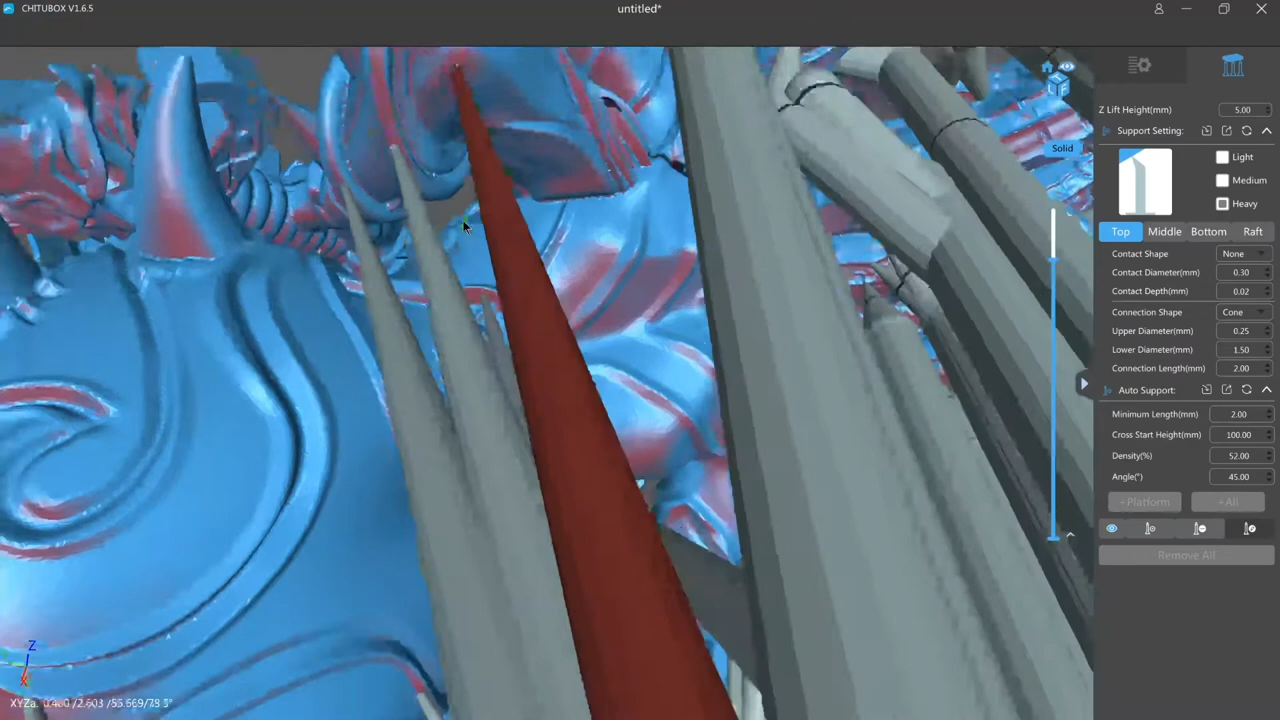 CHITUBOX V1.6.5
untitled*
Z Lift Height(mm) 5.00
Support Setting:
Solid
Light
Medium
Heavy
Top Middle Bottom Raft
Contact Shape None
Contact Diameter(mm) 0.30
Contact Depth(mm) 0.02
Connection Shape Cone
Upper Diameter(mm) 0.25
Lower Diameter(mm) 1.50
Connection Length(mm) 2.00
Auto Support:
Minimum Length(mm) 2.00
Cross Start Height(mm) 100.00
Density(%) 52.00
Angle(°) 45.00
+Platform +All
Remove All
Z
X